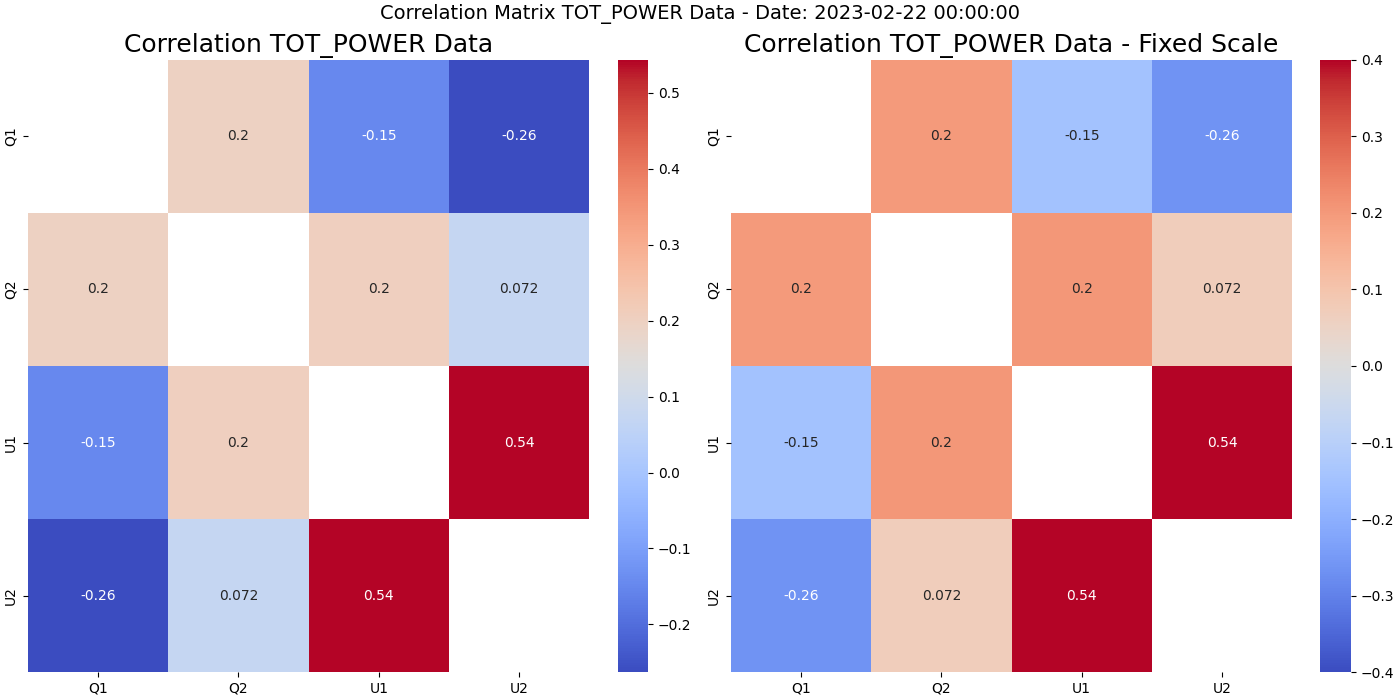 Correlation Matrix TOT_POWER Data - Date: 2023-02-22 00:00:00
Correlation TOT_POWER Data
Q1
0.2
-0.15
-0.26
Q2
0.2
0.2
0.072
U1
-0.15
0.2
0.54
U2
-0.26
0.072
0.54
Q1
Q2
U1
U2
0.5
0.4
0.3
0.2
0.1
0.0
−0.1
−0.2
Correlation TOT_POWER Data - Fixed Scale
Q1
0.2
-0.15
-0.26
Q2
0.2
0.2
0.072
U1
-0.15
0.2
0.54
U2
-0.26
0.072
0.54
Q1
Q2
U1
U2
0.4
0.3
0.2
0.1
0.0
−0.1
−0.2
−0.3
−0.4